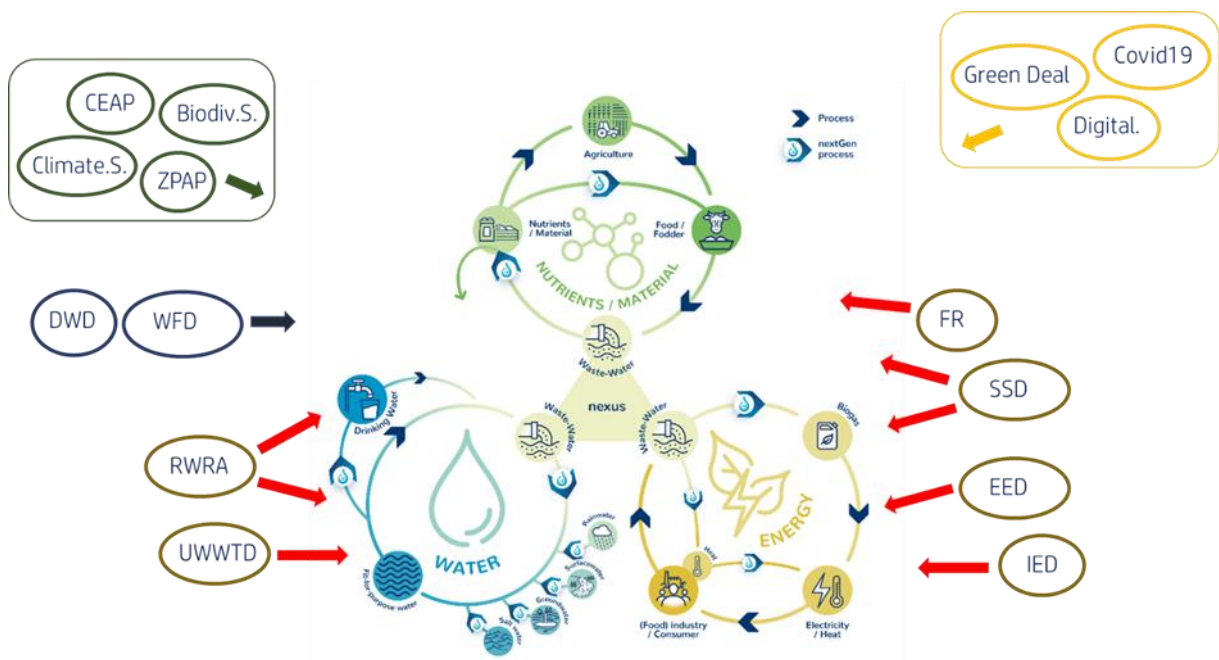 CEAP
Biodiv.S.
Climate.S.
ZPAP
Green Deal
Covid19
Digital.
Process
nextGen
process
Agriculture
Nutrients
/ Material
Food /
Fodder
NUTRIENTS / MATERIAL
Waste-Water
nexus
DWD
WFD
FR
SSD
EED
IED
RWRA
UWWTD
Drinking Water
Waste-Water
WATER
Fit-for-purpose-water
Rainwater
Surfacewater
Groundwater
Salt water
Waste-Water
Biogas
ENERGY
Heat
(Food) industry
/ Consumer
Electricity
/ Heat